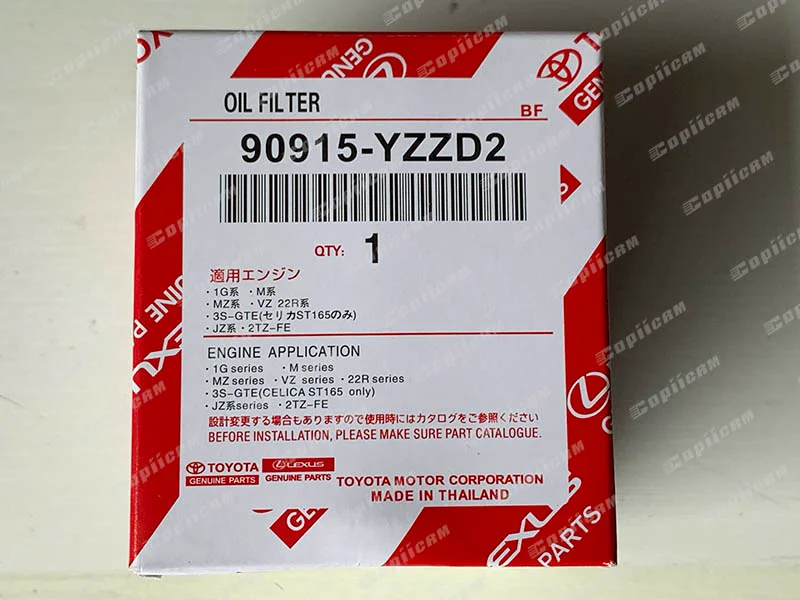 OIL FILTER
BF
90915-YZZD2
QTY: 1
適用エンジン
・1G系 ・M系
・MZ系 ・VZ 22R系
・3S-GTE(セリカST165のみ)
・JZ系・2TZ-FE
ENGINE APPLICATION
・1G series ・M series
・MZ series ・VZ series ・22R series
・3S-GTE(CELICA ST165 only)
・JZ系series ・2TZ-FE
設計変更する場合もありますので使用時にはカタログをご参照ください
BEFORE INSTALLATION, PLEASE MAKE SURE PART CATALOGUE.
TOYOTA
GENUINE PARTS
LEXUS
GENUINE PARTS
TOYOTA MOTOR CORPORATION
MADE IN THAILAND
EXUS
PARTS
Copiicam